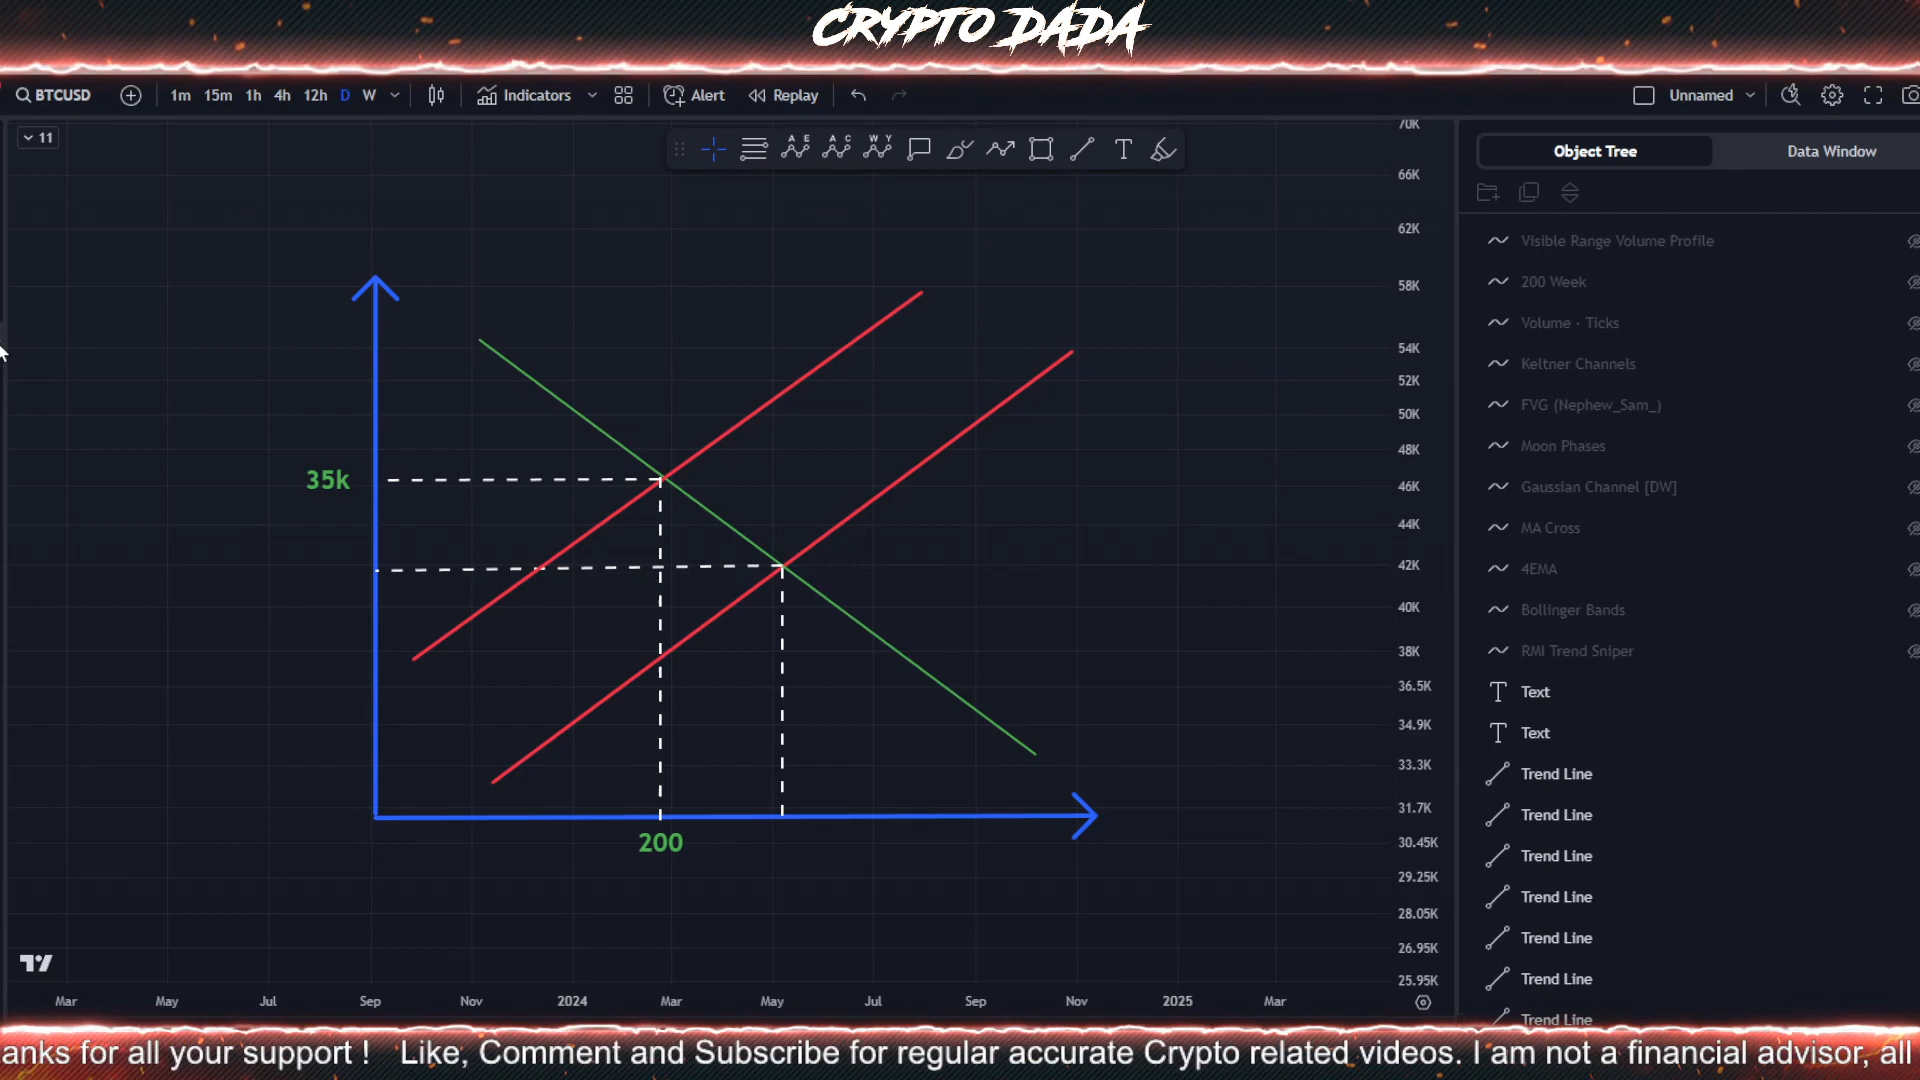 CRYPTO DADA
BTCUSD 1m 15m 1h 4h 12h D W Indicators Alert Replay Unnamed
11
A E A C W Y T
Object Tree Data Window
70K
66K
62K
58K
54K
52K
50K
48K
46K
44K
42K
40K
38K
36.5K
34.9K
33.3K
31.7K
30.45K
29.25K
28.05K
26.95K
25.95K
35k
200
Mar May Jul Sep Nov 2024 Mar May Jul Sep Nov 2025 Mar
Visible Range Volume Profile
200 Week
Volume · Ticks
Keltner Channels
FVG (Nephew_Sam_)
Moon Phases
Gaussian Channel [DW]
MA Cross
4EMA
Bollinger Bands
RMI Trend Sniper
T Text
T Text
Trend Line
Trend Line
Trend Line
Trend Line
Trend Line
Trend Line
Trend Line
anks for all your support ! Like, Comment and Subscribe for regular accurate Crypto related videos. I am not a financial advisor, all